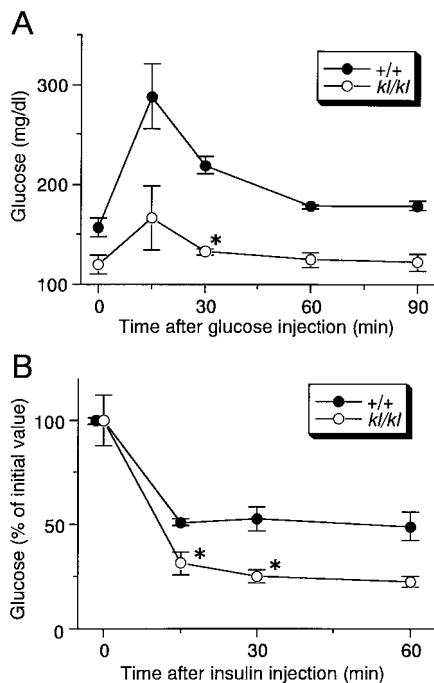 A
+/+
kl/kl
300
200
100
Glucose (mg/dl)
*
0 30 60 90
Time after glucose injection (min)
B
+/+
kl/kl
100
50
0
Glucose (% of initial value)
*
*
0 30 60
Time after insulin injection (min)